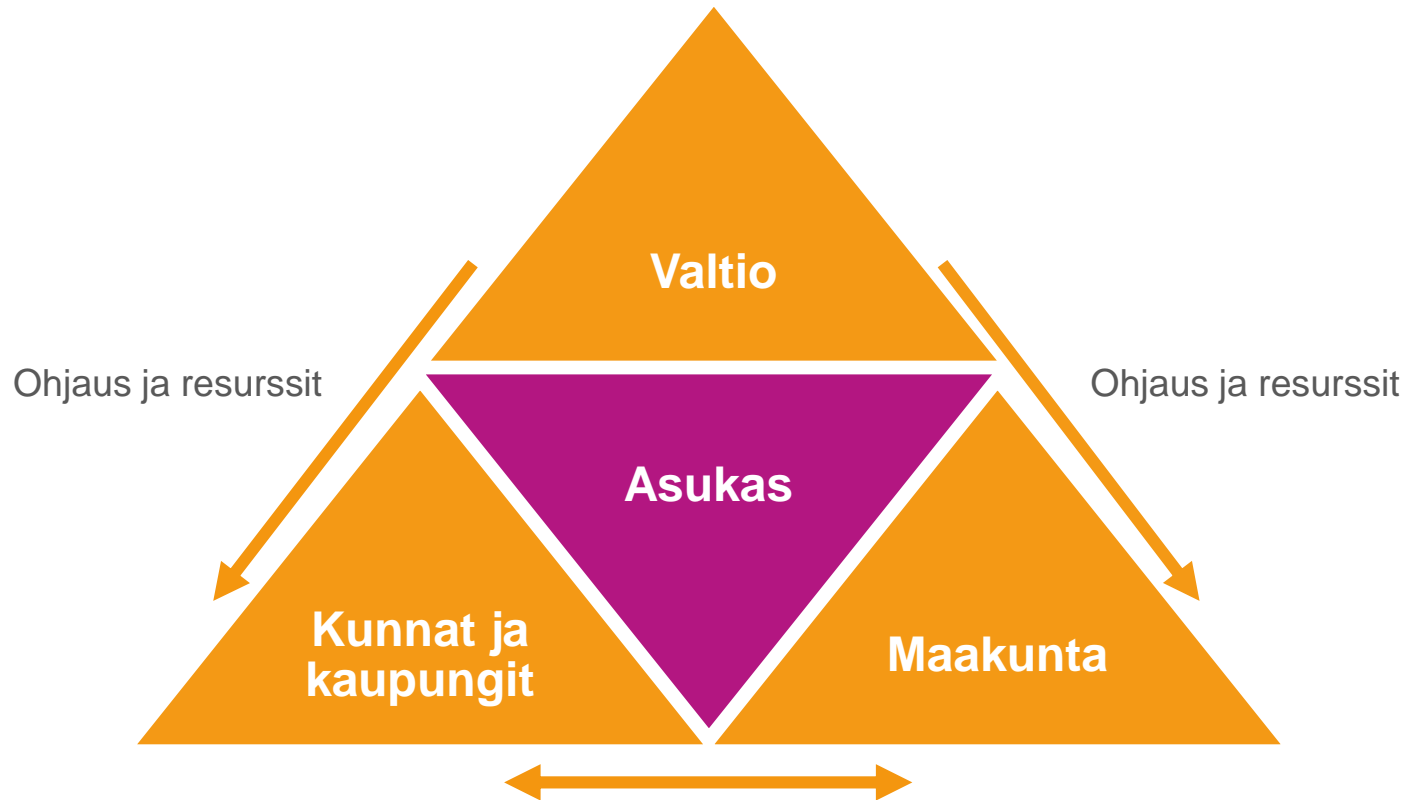 Valtio
Ohjaus ja resurssit
Ohjaus ja resurssit
Asukas
Kunnat ja
kaupungit
Maakunta